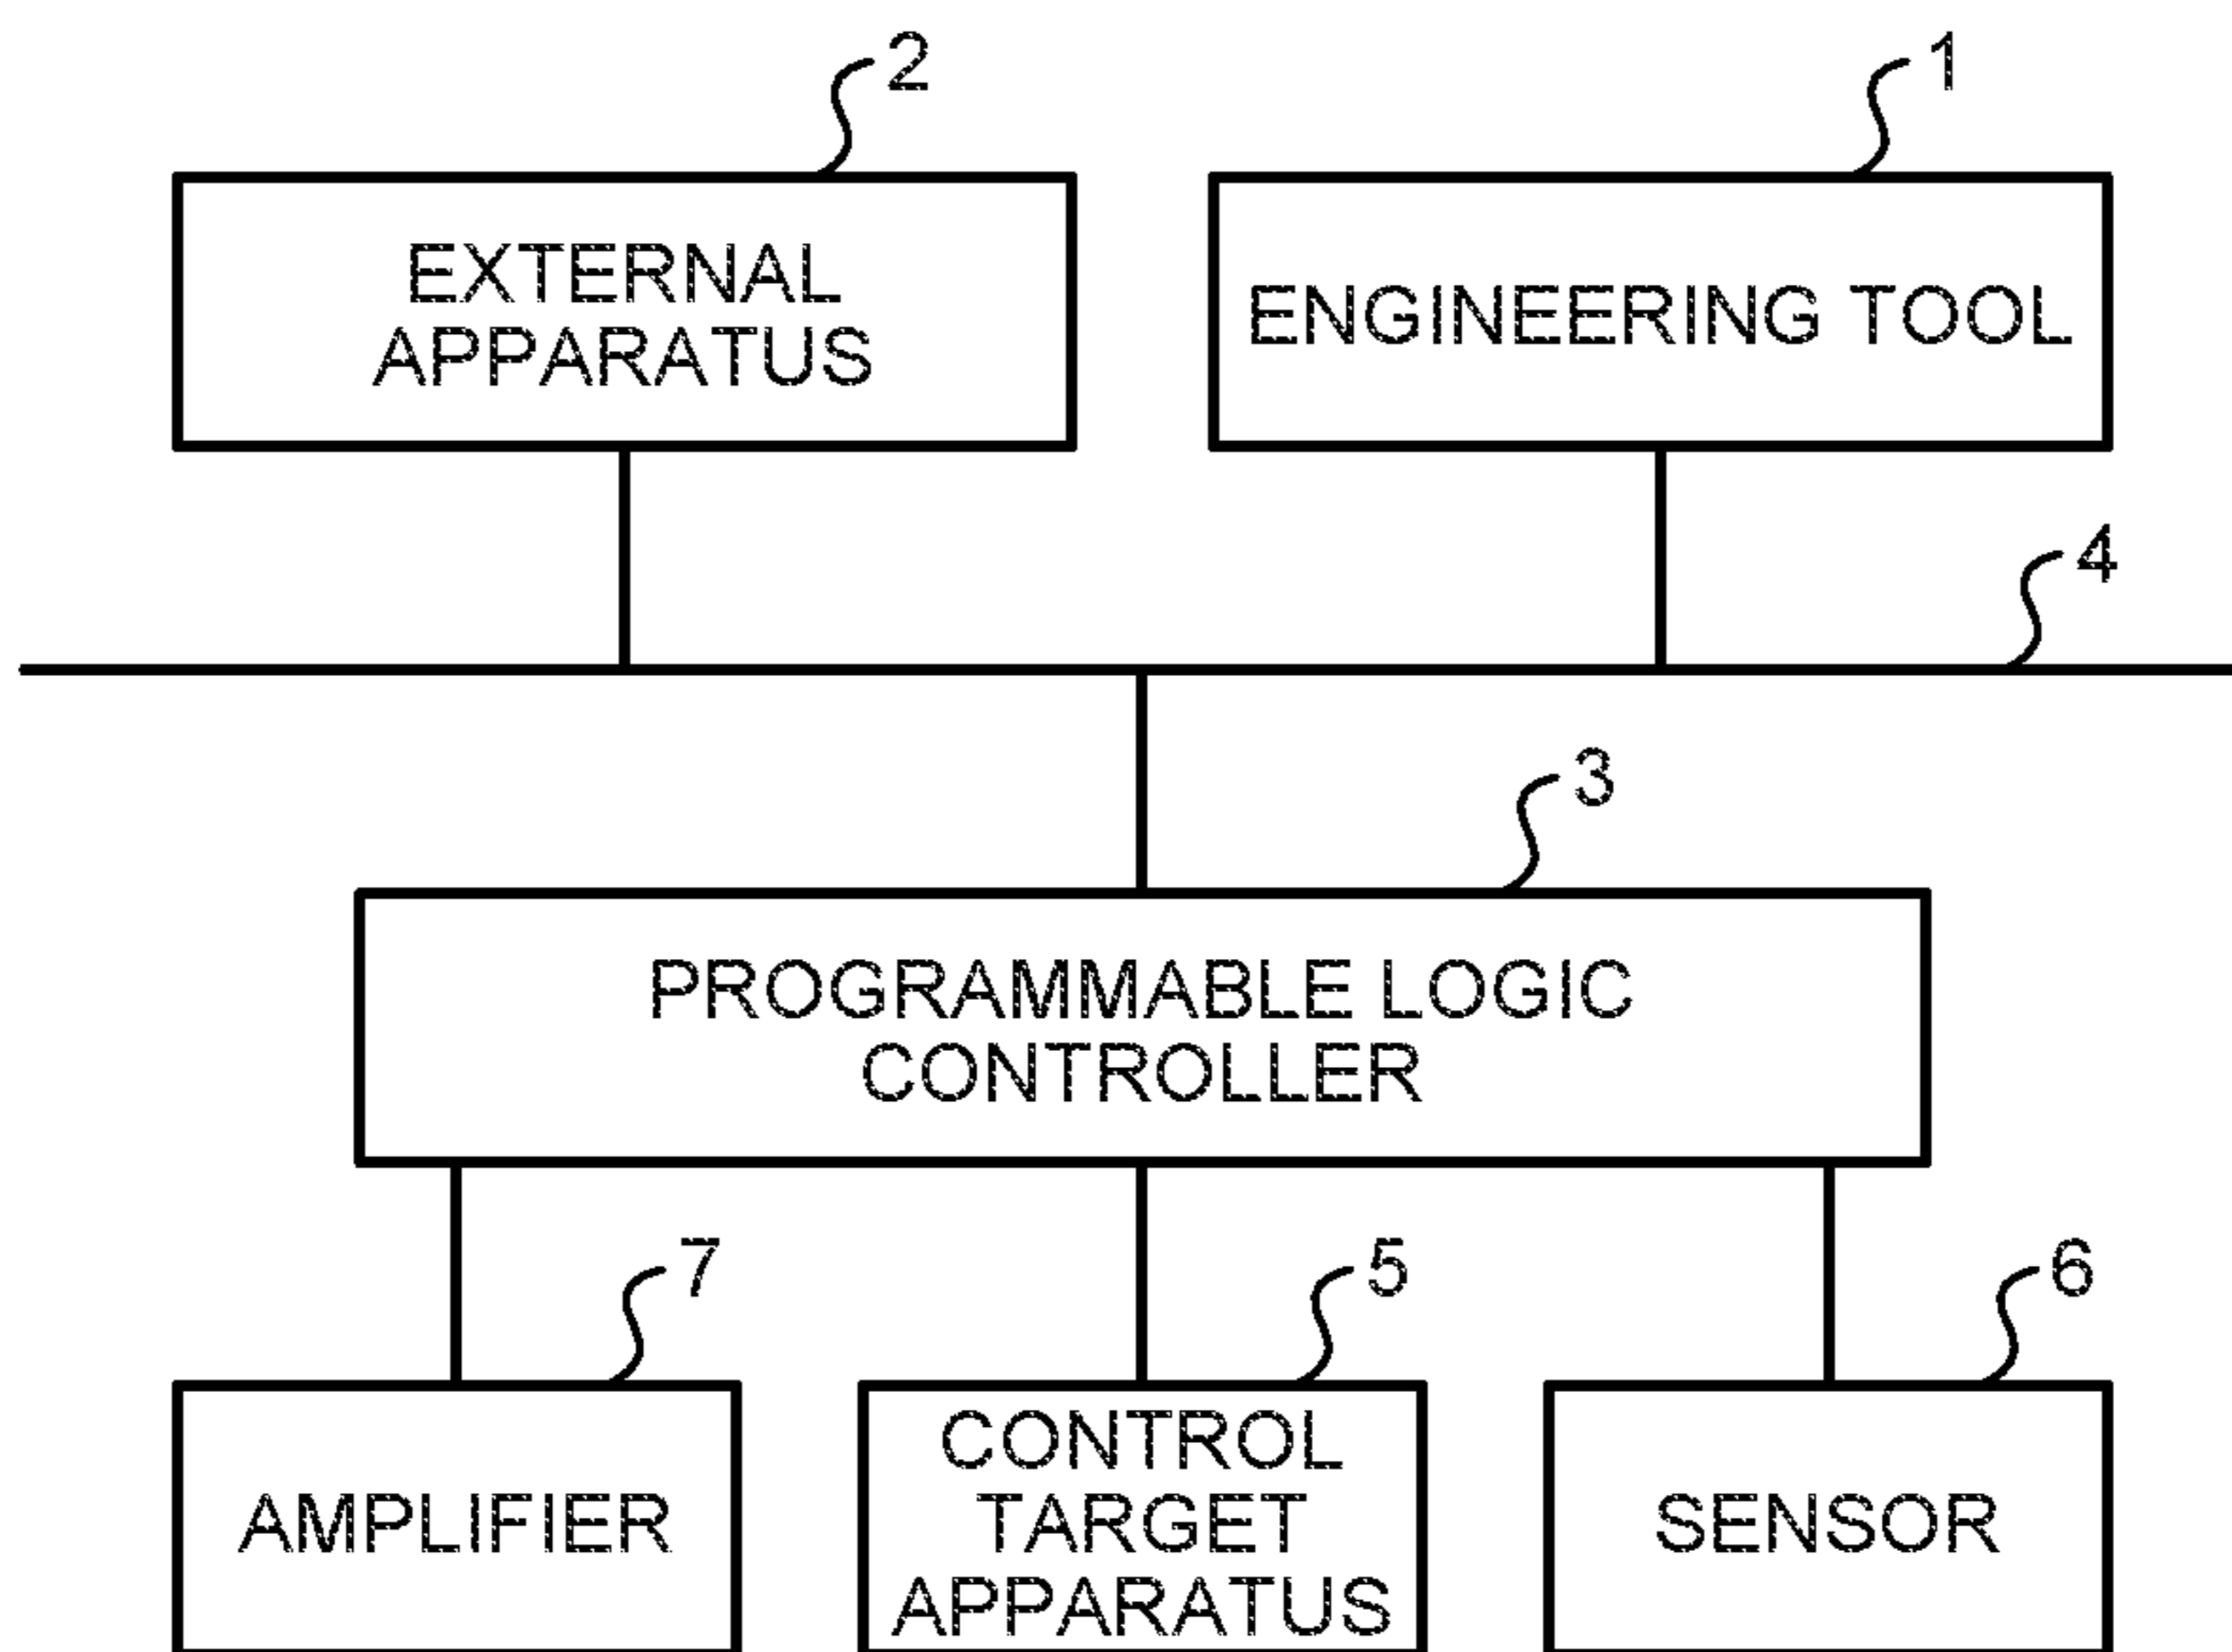 2
1
EXTERNAL
APPARATUS
ENGINEERING TOOL
4
3
PROGRAMMABLE LOGIC
CONTROLLER
7
5
6
AMPLIFIER
CONTROL
TARGET
APPARATUS
SENSOR